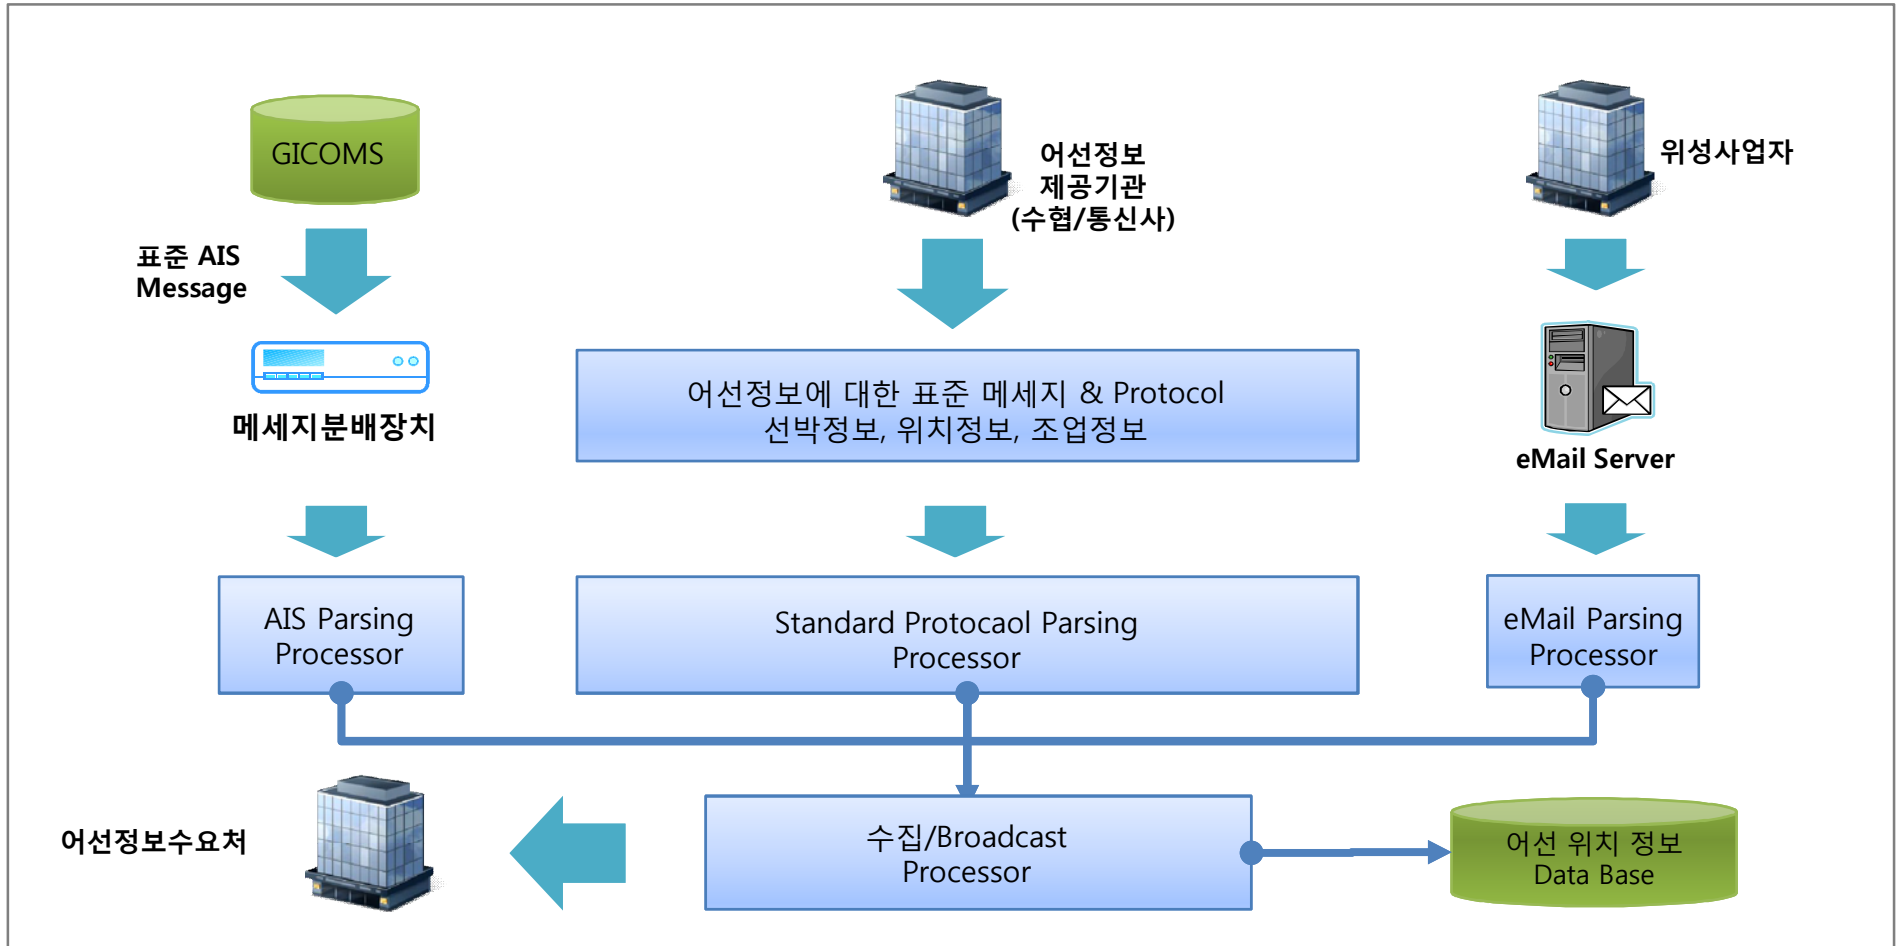 GICOMS
어선정보
제공기관
(수협/통신사)
위성사업자
표준 AIS
Message
메세지분배장치
어선정보에 대한 표준 메세지 & Protocol
선박정보, 위치정보, 조업정보
eMail Server
AIS Parsing
Processor
Standard Protocaol Parsing
Processor
eMail Parsing
Processor
어선정보수요처
수집/Broadcast
Processor
어선 위치 정보
Data Base